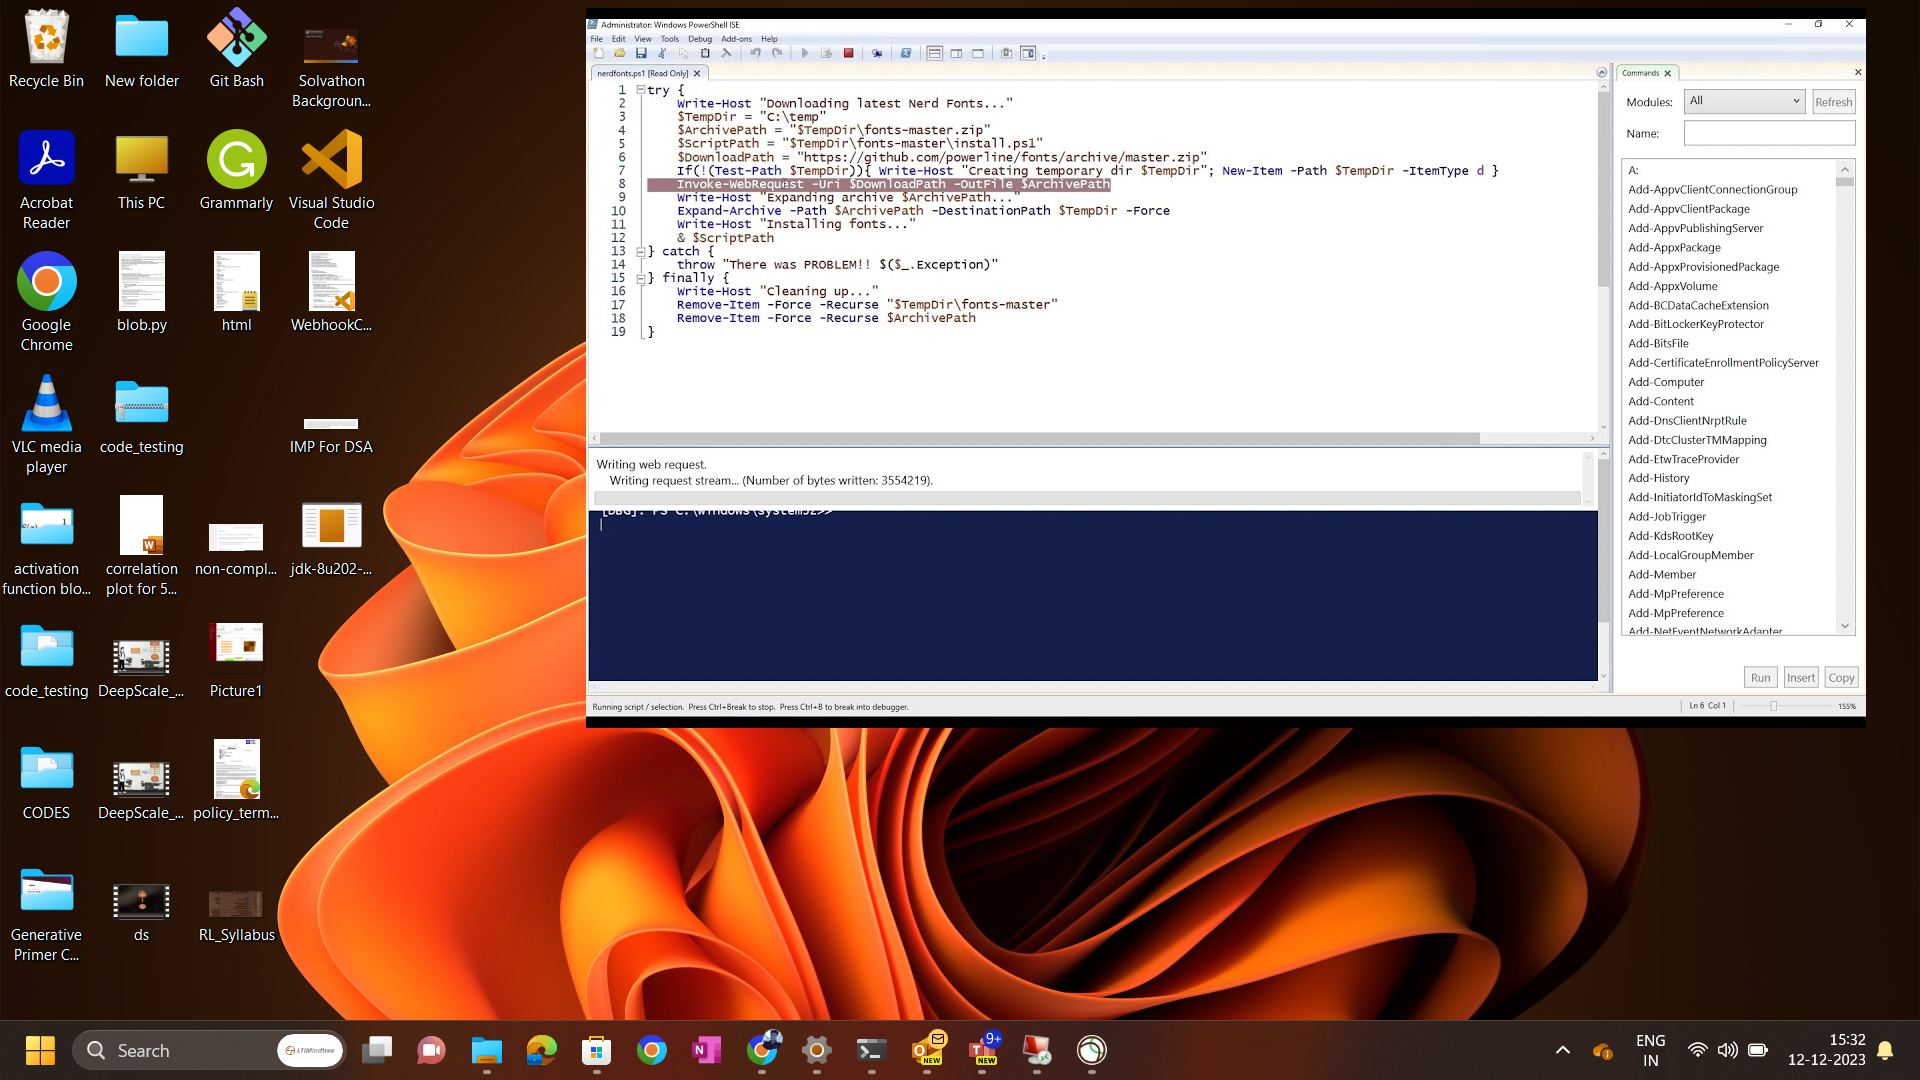 Recycle Bin
New folder
Git Bash
Solvathon
Backgroun...
Acrobat
Reader
This PC
Grammarly
Visual Studio
Code
Google
Chrome
blob.py
html
WebhookC...
VLC media
player
code_testing
IMP For DSA
activation
function blo...
correlation
plot for 5...
non-compl...
jdk-8u202-...
code_testing
DeepScale_...
Picture1
CODES
DeepScale_...
policy_term...
Generative
Primer C...
ds
RL_Syllabus
Administrator: Windows PowerShell ISE
File Edit View Tools Debug Add-ons Help
nerdfonts.ps1 [Read Only]
1 try {
2 Write-Host "Downloading latest Nerd Fonts..."
3 $TempDir = "C:\temp"
4 $ArchivePath = "$TempDir\fonts-master.zip"
5 $ScriptPath = "$TempDir\fonts-master\install.ps1"
6 $DownloadPath = "https://github.com/powerline/fonts/archive/master.zip"
7 If(!(Test-Path $TempDir)){ Write-Host "Creating temporary dir $TempDir"; New-Item -Path $TempDir -ItemType d }
8 Invoke-WebRequest -Uri $DownloadPath -OutFile $ArchivePath
9 Write-Host "Expanding archive $ArchivePath..."
10 Expand-Archive -Path $ArchivePath -DestinationPath $TempDir -Force
11 Write-Host "Installing fonts..."
12 & $ScriptPath
13 } catch {
14 throw "There was PROBLEM!! $($_.Exception)"
15 } finally {
16 Write-Host "Cleaning up..."
17 Remove-Item -Force -Recurse "$TempDir\fonts-master"
18 Remove-Item -Force -Recurse $ArchivePath
19 }
Writing web request.
Writing request stream... (Number of bytes written: 3554219).
[DBG]: PS C:\Windows\system32>>
Running script / selection. Press Ctrl+Break to stop. Press Ctrl+B to break into debugger.
Ln 6 Col 1
155%
Commands
Modules: All Refresh
Name:
A:
Add-AppvClientConnectionGroup
Add-AppvClientPackage
Add-AppvPublishingServer
Add-AppxPackage
Add-AppxProvisionedPackage
Add-AppxVolume
Add-BCDataCacheExtension
Add-BitLockerKeyProtector
Add-BitsFile
Add-CertificateEnrollmentPolicyServer
Add-Computer
Add-Content
Add-DnsClientNrptRule
Add-DtcClusterTMMapping
Add-EtwTraceProvider
Add-History
Add-InitiatorIdToMaskingSet
Add-JobTrigger
Add-KdsRootKey
Add-LocalGroupMember
Add-Member
Add-MpPreference
Add-MpPreference
Add-NetEventNetworkAdapter
Run Insert Copy
Search
LTIMindtree
NEW
9+
NEW
ENG
IN
15:32
12-12-2023